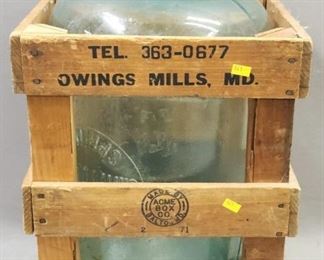 TEL. 363-0677
OWINGS MILLS, MD.
MADE BY
ACME
BOX
CO.
BALTO., MD.
2 71